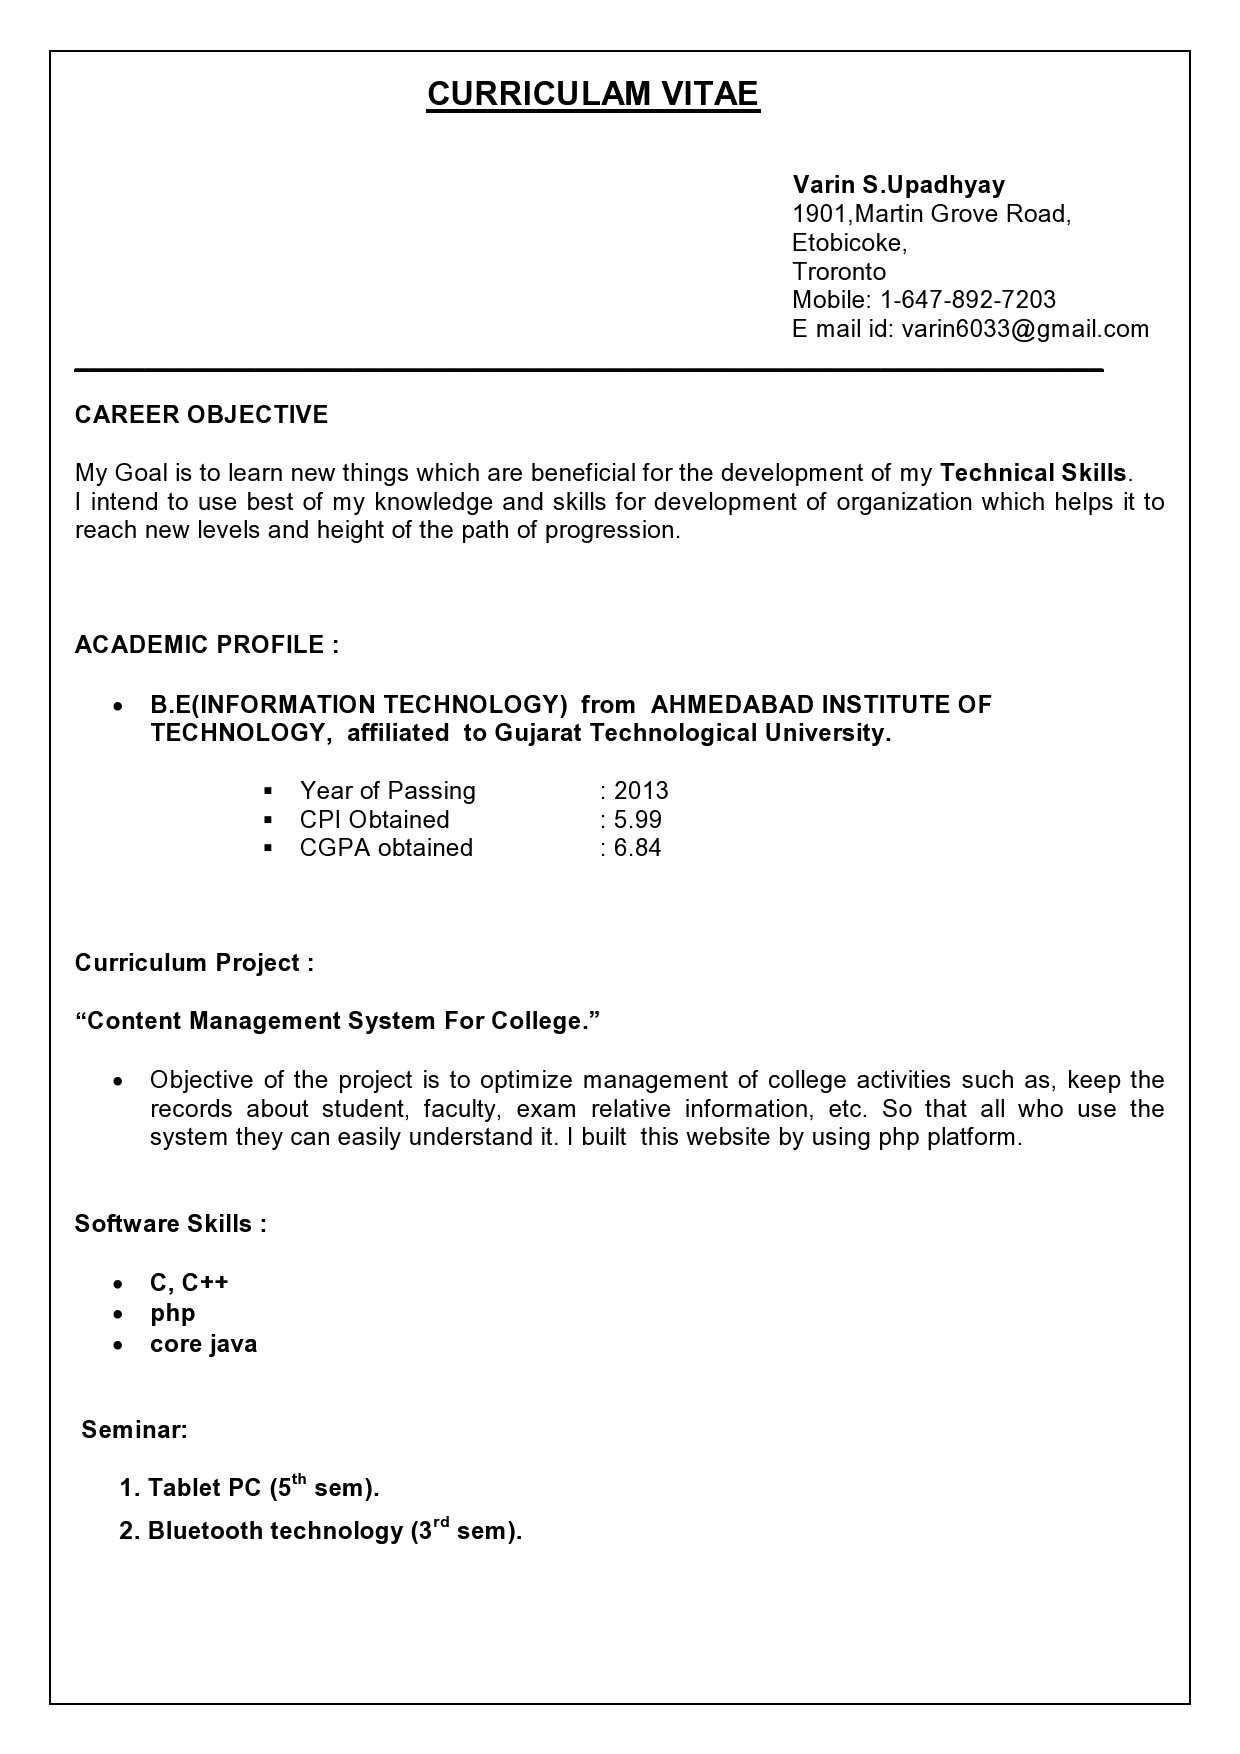 CURRICULAM VITAE
Varin S.Upadhyay
1901,Martin Grove Road,
Etobicoke,
Troronto
Mobile: 1-647-892-7203
E mail id: varin6033@gmail.com
CAREER OBJECTIVE
My Goal is to learn new things which are beneficial for the development of my Technical Skills.
I intend to use best of my knowledge and skills for development of organization which helps it to
reach new levels and height of the path of progression.
ACADEMIC PROFILE :
• B.E(INFORMATION TECHNOLOGY) from AHMEDABAD INSTITUTE OF
TECHNOLOGY, affiliated to Gujarat Technological University.
▪ Year of Passing : 2013
▪ CPI Obtained : 5.99
▪ CGPA obtained : 6.84
Curriculum Project :
“Content Management System For College.”
• Objective of the project is to optimize management of college activities such as, keep the
records about student, faculty, exam relative information, etc. So that all who use the
system they can easily understand it. I built this website by using php platform.
Software Skills :
• C, C++
• php
• core java
Seminar:
1. Tablet PC (5th sem).
2. Bluetooth technology (3rd sem).